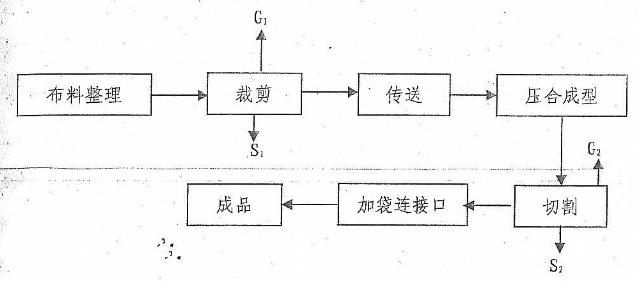 G₁
布料整理 裁剪 传送 压合成型
S₁
G₂
成品 加袋连接口 切割
S₂